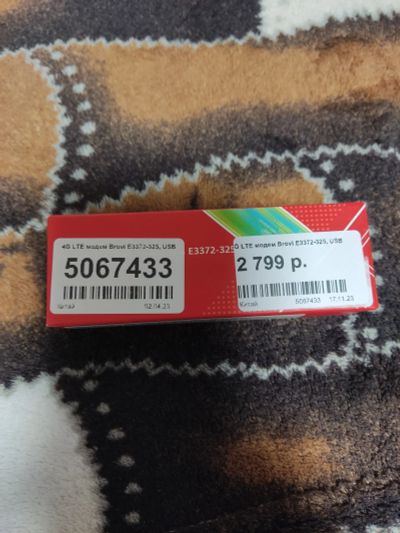 4G LTE модем Brovi E3372-325, USB
5067433
Китай 02.04.23
E3372-325
G LTE модем Brovi E3372-325, USB
2 799 р.
Китай 5067433 17.11.23